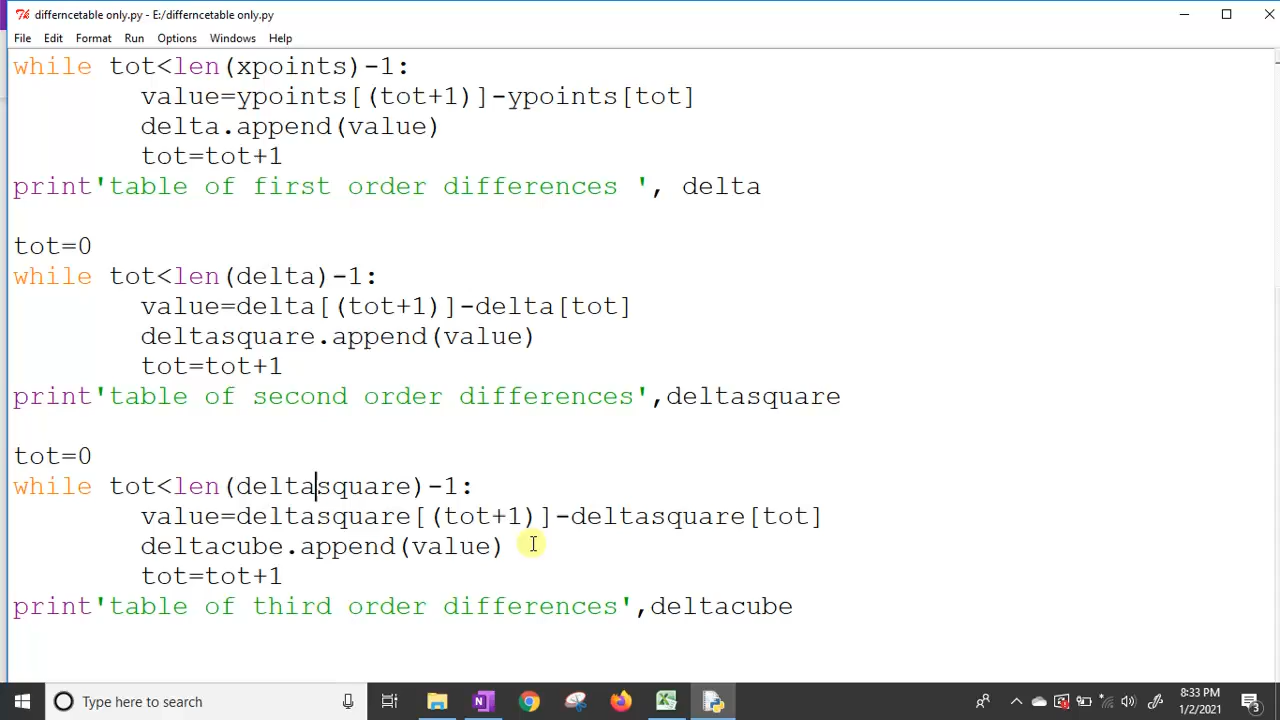 differncetable only.py - E:/differncetable only.py
File Edit Format Run Options Windows Help
while tot<len(xpoints)-1:
        value=ypoints[(tot+1)]-ypoints[tot]
        delta.append(value)
        tot=tot+1
print'table of first order differences ', delta

tot=0
while tot<len(delta)-1:
        value=delta[(tot+1)]-delta[tot]
        deltasquare.append(value)
        tot=tot+1
print'table of second order differences',deltasquare

tot=0
while tot<len(deltasquare)-1:
        value=deltasquare[(tot+1)]-deltasquare[tot]
        deltacube.append(value)
        tot=tot+1
print'table of third order differences',deltacube
Type here to search
8:33 PM
1/2/2021
3